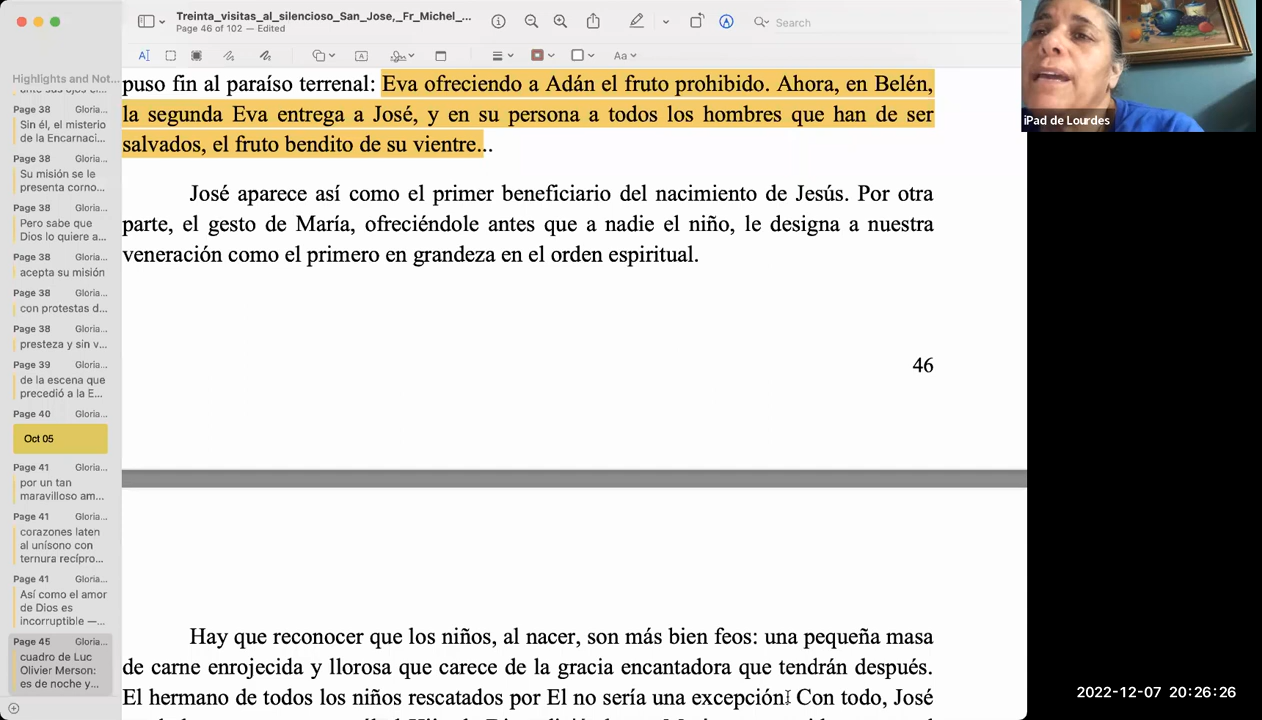 Treinta_visitas_al_silencioso_San_Jose,_Fr_Michel_...
Page 46 of 102 — Edited
Search
Aa
Highlights and Not...
Page 38 Gloria...
Sin él, el misterio
de la Encarnaci...
Page 38 Gloria...
Su misión se le
presenta corno...
Page 38 Gloria...
Pero sabe que
Dios lo quiere a...
Page 38 Gloria...
acepta su misión
Page 38 Gloria...
con protestas d...
Page 38 Gloria...
presteza y sin v...
Page 39 Gloria...
de la escena que
precedió a la E...
Page 40 Gloria...
Oct 05
Page 41 Gloria...
por un tan
maravilloso am...
Page 41 Gloria...
corazones laten
al unísono con
ternura recípro...
Page 41 Gloria...
Así como el amor
de Dios es
incorruptible —...
Page 45 Gloria...
cuadro de Luc
Olivier Merson:
es de noche y...
puso fin al paraíso terrenal: Eva ofreciendo a Adán el fruto prohibido. Ahora, en Belén,
la segunda Eva entrega a José, y en su persona a todos los hombres que han de ser
salvados, el fruto bendito de su vientre...
José aparece así como el primer beneficiario del nacimiento de Jesús. Por otra
parte, el gesto de María, ofreciéndole antes que a nadie el niño, le designa a nuestra
veneración como el primero en grandeza en el orden espiritual.
46
Hay que reconocer que los niños, al nacer, son más bien feos: una pequeña masa
de carne enrojecida y llorosa que carece de la gracia encantadora que tendrán después.
El hermano de todos los niños rescatados por El no sería una excepción. Con todo, José
iPad de Lourdes
2022-12-07 20:26:26